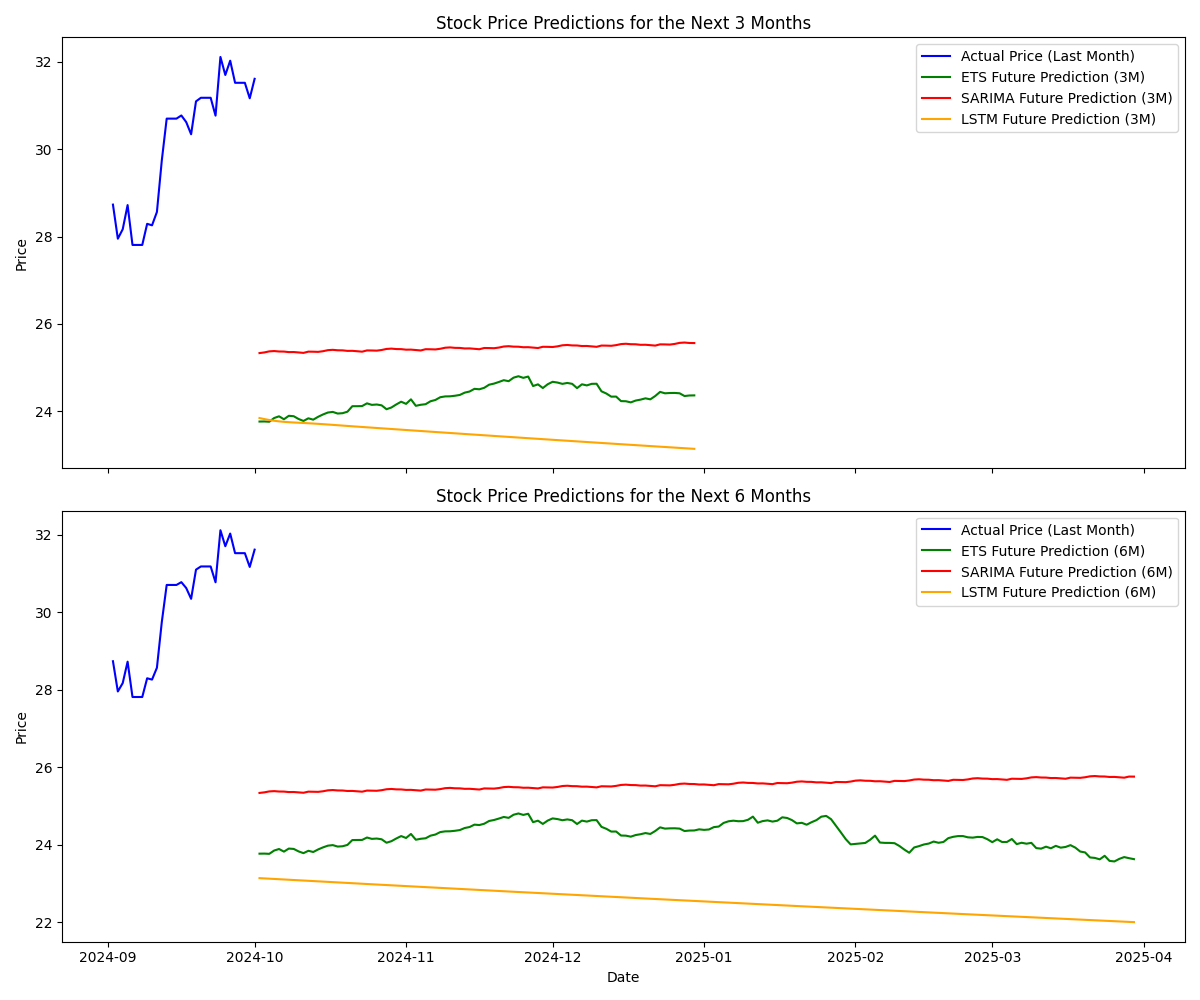 Stock Price Predictions for the Next 3 Months
Actual Price (Last Month)
ETS Future Prediction (3M)
SARIMA Future Prediction (3M)
LSTM Future Prediction (3M)
32
30
28
26
24
Price
Stock Price Predictions for the Next 6 Months
Actual Price (Last Month)
ETS Future Prediction (6M)
SARIMA Future Prediction (6M)
LSTM Future Prediction (6M)
32
30
28
26
24
22
Price
2024-09 2024-10 2024-11 2024-12 2025-01 2025-02 2025-03 2025-04
Date